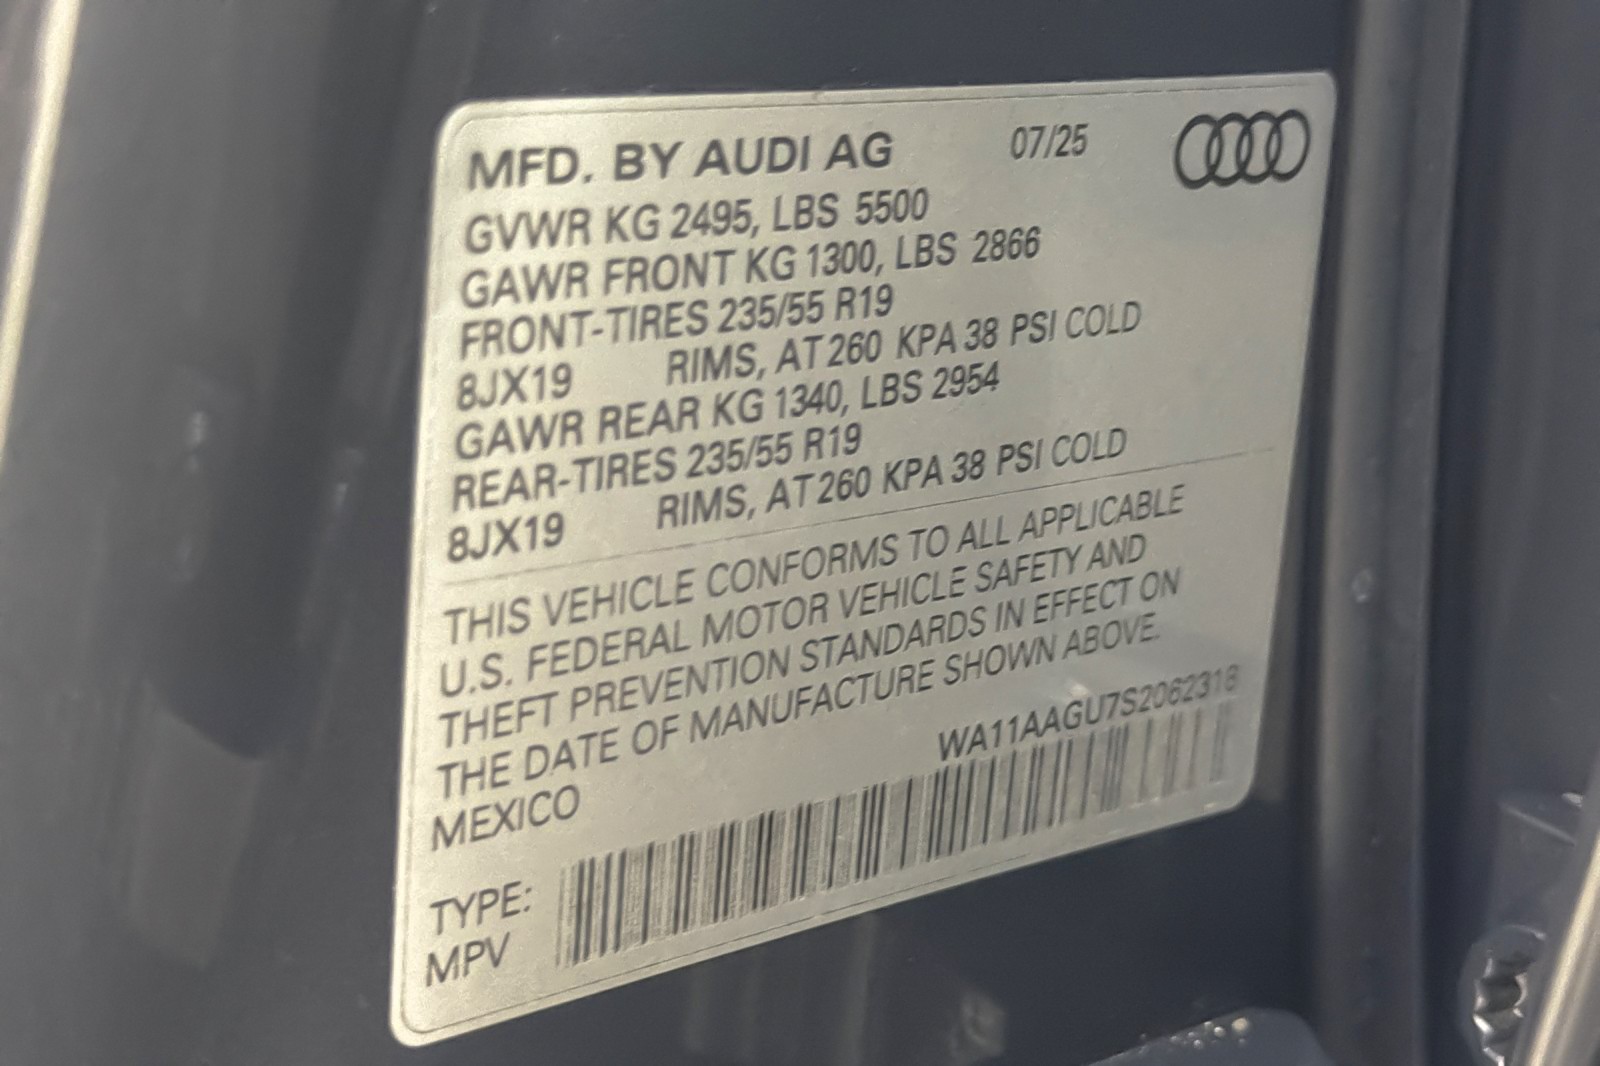 MFD. BY AUDI AG 07/25
GVWR KG 2495, LBS 5500
GAWR FRONT KG 1300, LBS 2866
FRONT-TIRES 235/55 R19
8JX19 RIMS, AT 260 KPA 38 PSI COLD
GAWR REAR KG 1340, LBS 2954
REAR-TIRES 235/55 R19
8JX19 RIMS, AT 260 KPA 38 PSI COLD
THIS VEHICLE CONFORMS TO ALL APPLICABLE
U.S. FEDERAL MOTOR VEHICLE SAFETY AND
THEFT PREVENTION STANDARDS IN EFFECT ON
THE DATE OF MANUFACTURE SHOWN ABOVE.
MEXICO
WA11AAGU7S2062318
TYPE:
MPV